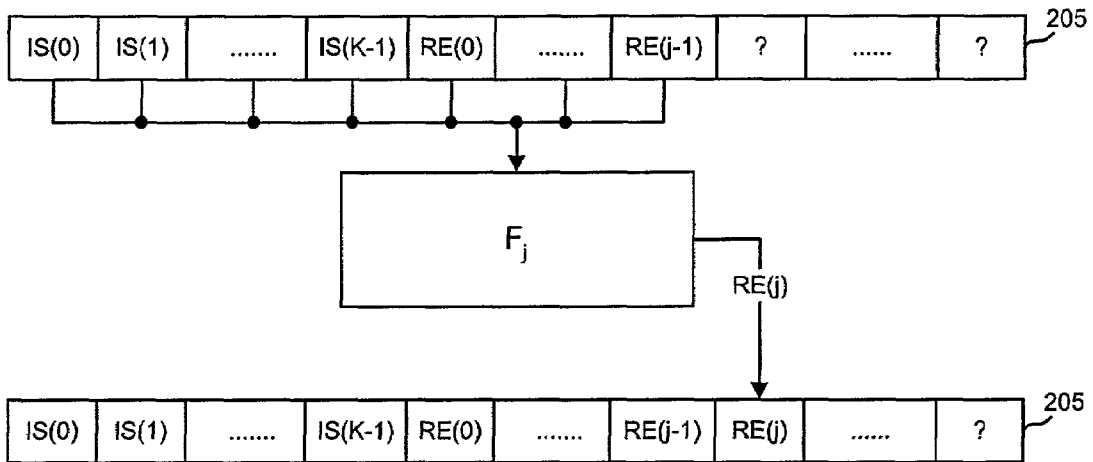 205
IS(0) IS(1) ....... IS(K-1) RE(0) ....... RE(j-1) ? ...... ?
Fj
RE(j)
205
IS(0) IS(1) ....... IS(K-1) RE(0) ....... RE(j-1) RE(j) ...... ?